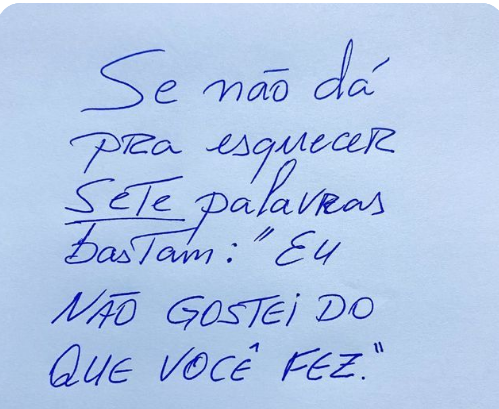 Se não dá
pra esquecer
SETE palavras
bastam: "EU
NÃO GOSTEI DO
QUE VOCÊ FEZ."